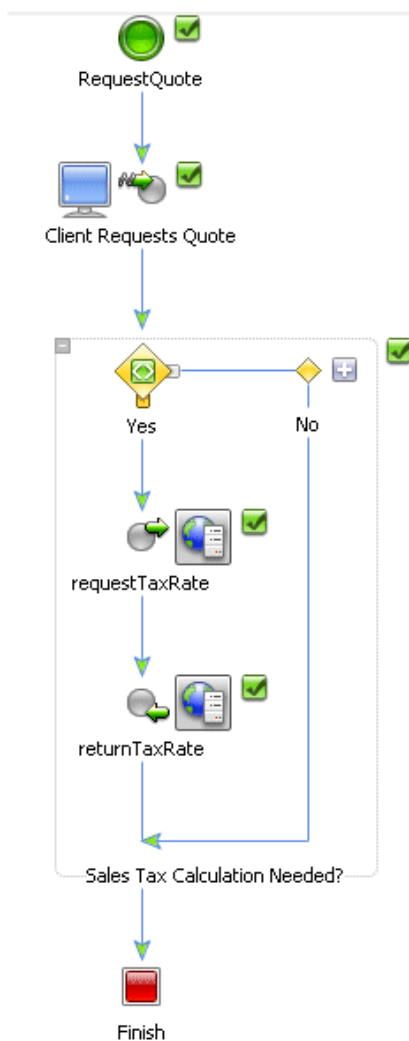 RequestQuote
Client Requests Quote
Yes
No
requestTaxRate
returnTaxRate
Sales Tax Calculation Needed?
Finish